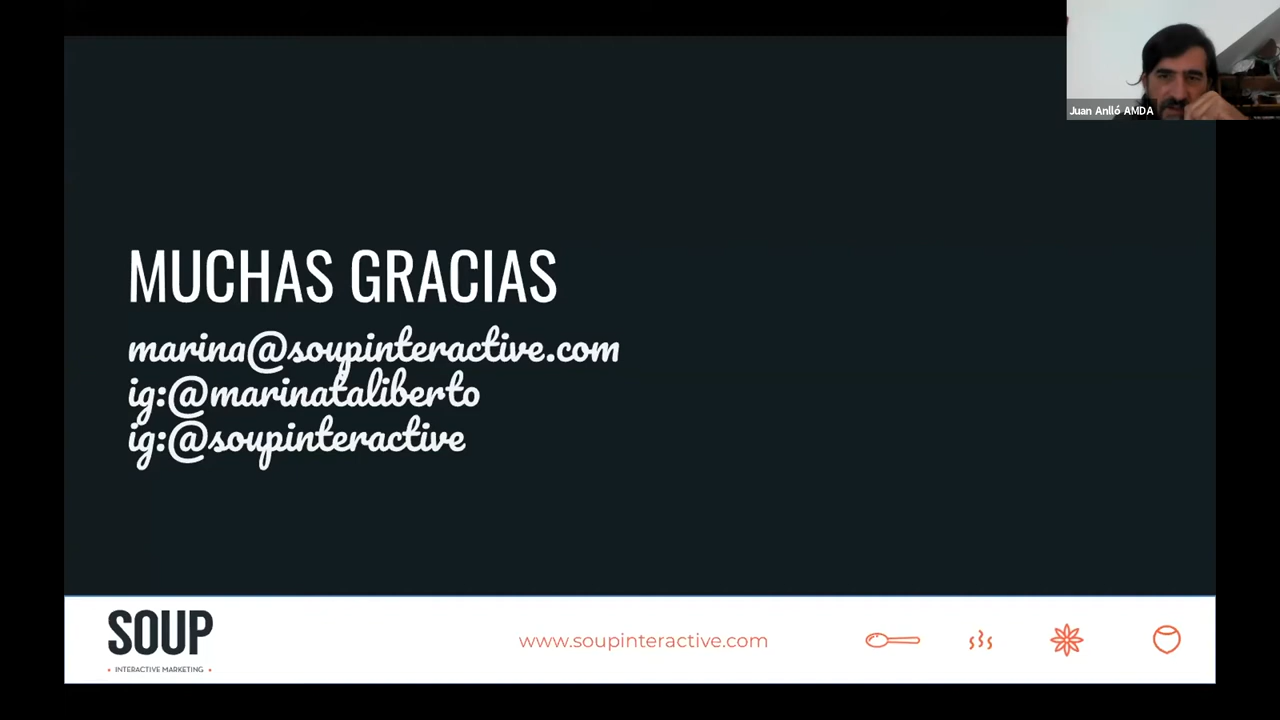 Juan Anlló AMDA
MUCHAS GRACIAS
marina@soupinteractive.com
ig:@marinataliberto
ig:@soupinteractive
SOUP
• INTERACTIVE MARKETING •
www.soupinteractive.com